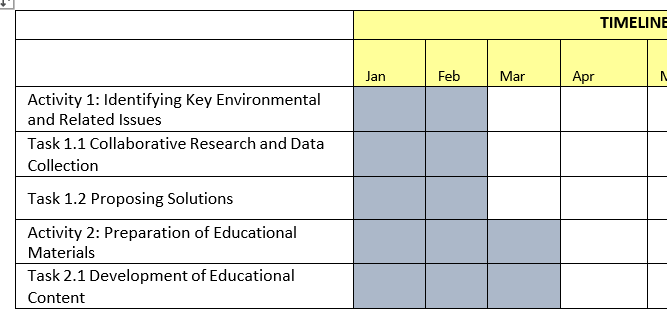 TIMELINE
Jan Feb Mar Apr
Activity 1: Identifying Key Environmental
and Related Issues
Task 1.1 Collaborative Research and Data
Collection
Task 1.2 Proposing Solutions
Activity 2: Preparation of Educational
Materials
Task 2.1 Development of Educational
Content